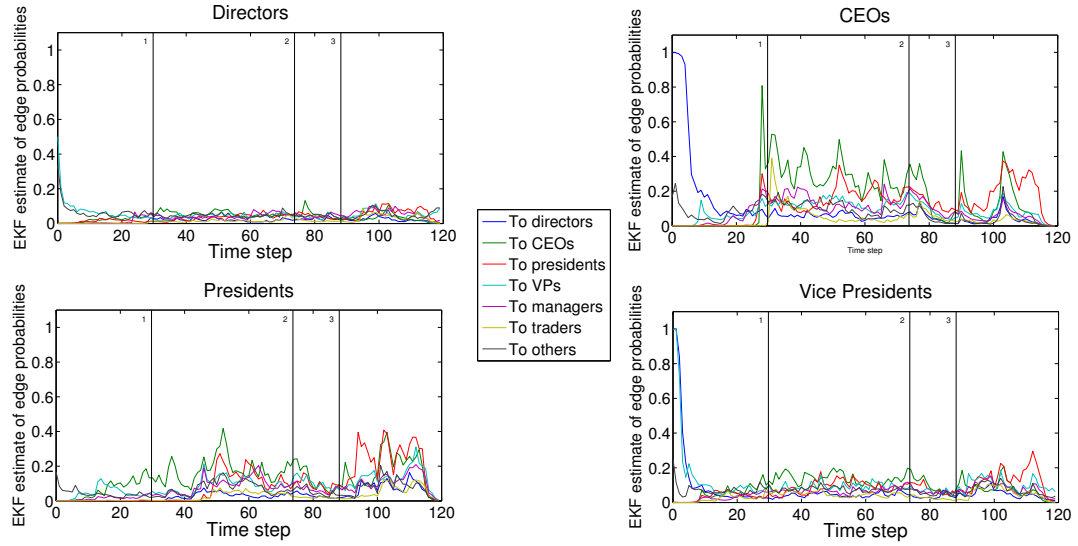 Directors
EKF estimate of edge probabilities
1
0.8
0.6
0.4
0.2
0
1
2
3
0 20 40 60 80 100 120
Time step
CEOs
EKF estimate of edge probabilities
1
0.8
0.6
0.4
0.2
0
1
2
3
0 20 40 60 80 100 120
Time step
To directors
To CEOs
To presidents
To VPs
To managers
To traders
To others
Presidents
EKF estimate of edge probabilities
1
0.8
0.6
0.4
0.2
0
1
2
3
0 20 40 60 80 100 120
Time step
Vice Presidents
EKF estimate of edge probabilities
1
0.8
0.6
0.4
0.2
0
1
2
3
0 20 40 60 80 100 120
Time step